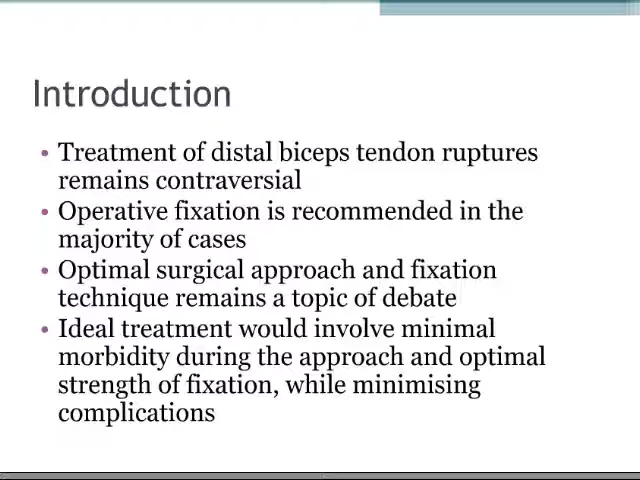 Introduction
• Treatment of distal biceps tendon ruptures
remains contraversial
• Operative fixation is recommended in the
majority of cases
• Optimal surgical approach and fixation
technique remains a topic of debate
• Ideal treatment would involve minimal
morbidity during the approach and optimal
strength of fixation, while minimising
complications